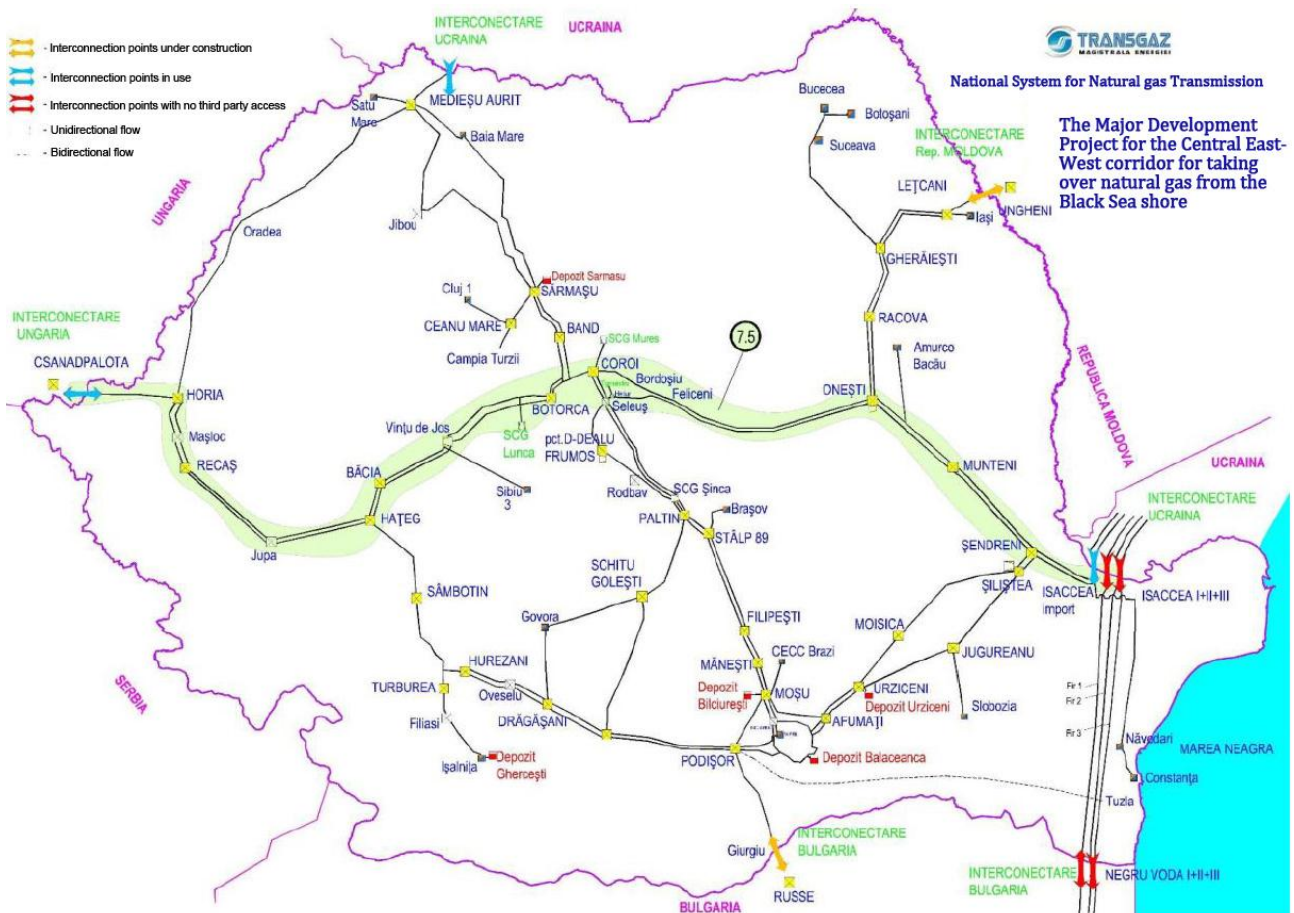 INTERCONECTARE
UCRAINA
UCRAINA
TRANSGAZ
MAGISTRALA ENERGIEI
National System for Natural gas Transmission
The Major Development
Project for the Central East-
West corridor for taking
over natural gas from the
Black Sea shore
- Interconnection points under construction
- Interconnection points in use
- Interconnection points with no third party access
- Unidirectional flow
- Bidirectional flow
MEDIEŞU AURIT
Satu
Mare
Baia Mare
Bucecea
Botoşani
Suceava
INTERCONECTARE
Rep. MOLDOVA
LEŢCANI
UNGHENI
Iaşi
UNGARIA
Oradea
Jibou
GHERĂIEŞTI
Depozit Sarmasu
SĂRMAŞU
Cluj 1
CEANU MARE
BAND
Campia Turzii
RACOVA
7.5
SCG Mures
COROI
Amurco
Bacău
REPUBLICA MOLDOVA
INTERCONECTARE
UNGARIA
CSANADPALOTA
HORIA
Bordoşiu
Feliceni
ONEŞTI
BOTORCA
Seleuş
Maşloc
RECAŞ
Vinţu de Jos
SCG
Lunca
pct.D-DEALU
FRUMOS
BĂCIA
Sibiu
3
Rodbav
SCG Şinca
MUNTENI
UCRAINA
INTERCONECTARE
UCRAINA
HAŢEG
Jupa
PALTIN
Braşov
STÂLP 89
ŞENDRENI
ŞILIŞTEA
ISACCEA
Import
ISACCEA I+II+III
SCHITU
GOLEŞTI
SÂMBOTIN
Govora
FILIPEŞTI
MOISICA
CECC Brazi
JUGUREANU
HUREZANI
Oveselu
MĂNEŞTI
TURBUREA
Depozit
Bilciureşti
MOŞU
URZICENI
Depozit Urziceni
Slobozia
Fir 1
Fir 2
Fir 3
SERBIA
Filiasi
DRĂGĂŞANI
AFUMAŢI
Işalniţa
Depozit
Gherceşti
PODIŞOR
Depozit Balaceanca
Năvodari
MAREA NEAGRA
Constanţa
Tuzla
Giurgiu
INTERCONECTARE
BULGARIA
RUSSE
BULGARIA
INTERCONECTARE
BULGARIA
NEGRU VODA I+II+III